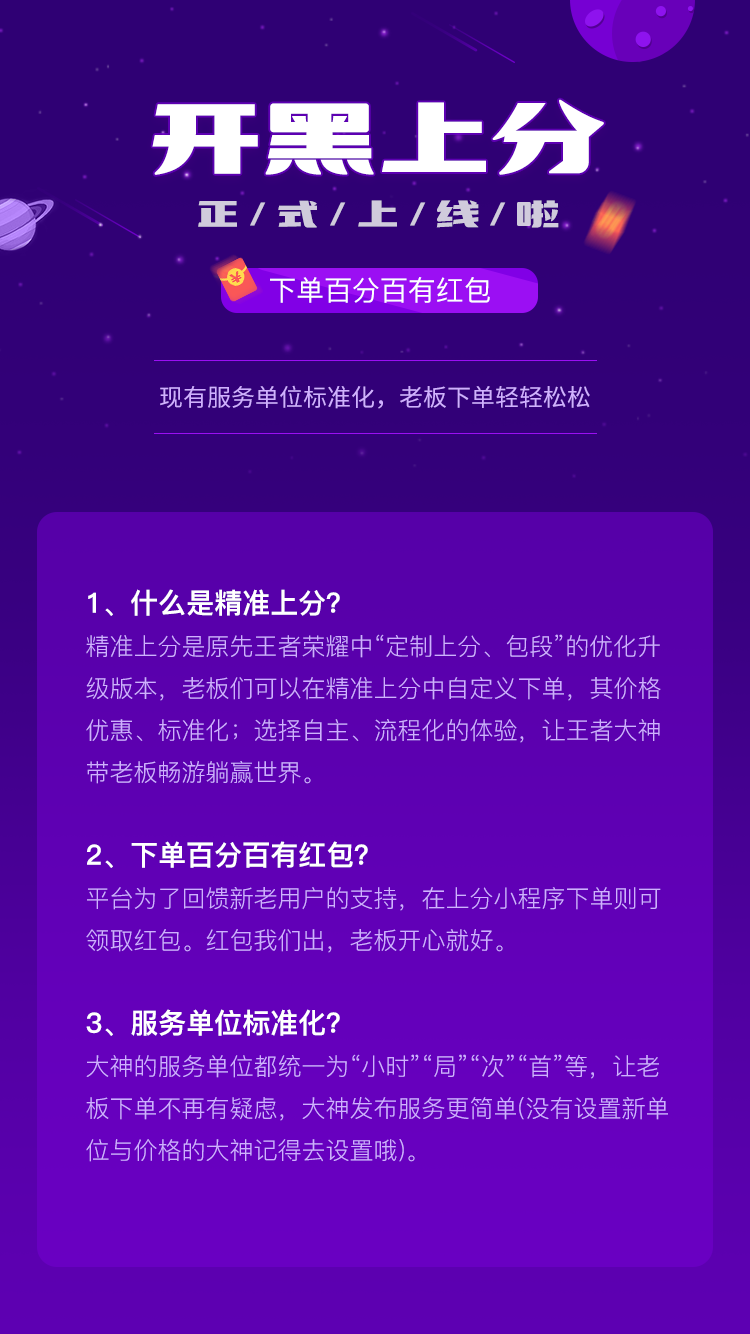 开黑上分
正/式/上/线/啦
下单百分百有红包
现有服务单位标准化，老板下单轻轻松松
1、什么是精准上分?
精准上分是原先王者荣耀中“定制上分、包段”的优化升
级版本，老板们可以在精准上分中自定义下单，其价格
优惠、标准化；选择自主、流程化的体验，让王者大神
带老板畅游躺赢世界。
2、下单百分百有红包?
平台为了回馈新老用户的支持，在上分小程序下单则可
领取红包。红包我们出，老板开心就好。
3、服务单位标准化?
大神的服务单位都统一为“小时”“局”“次”“首”等，让老
板下单不再有疑虑，大神发布服务更简单(没有设置新单
位与价格的大神记得去设置哦)。